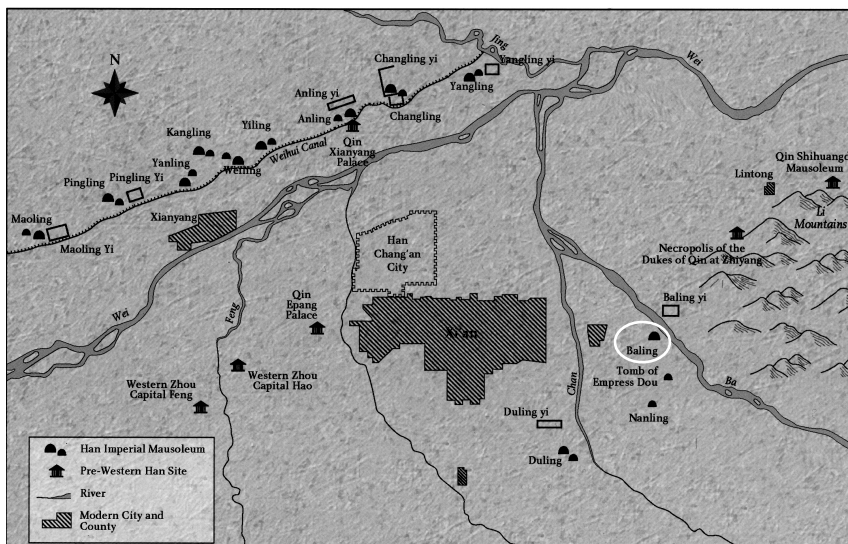 N
Jing
Wei
Changling yi
Yangling yi
Yangling
Anling yi
Changling
Anling
Yiling
Kangling
Qin
Xianyang
Palace
Weihui Canal
Weiling
Yanling
Pingling Yi
Pingling
Maoling
Maoling Yi
Xianyang
Qin Shihuangd
Mausoleum
Lintong
Li
Mountains
Necropolis of the
Dukes of Qin at Zhiyang
Han
Chang'an
City
Baling yi
Wei
Feng
Qin
Epang
Palace
Xi'an
Baling
Tomb of
Empress Dou
Chan
Ba
Western Zhou
Capital Hao
Western Zhou
Capital Feng
Nanling
Duling yi
Duling
Han Imperial Mausoleum
Pre-Western Han Site
River
Modern City and
County